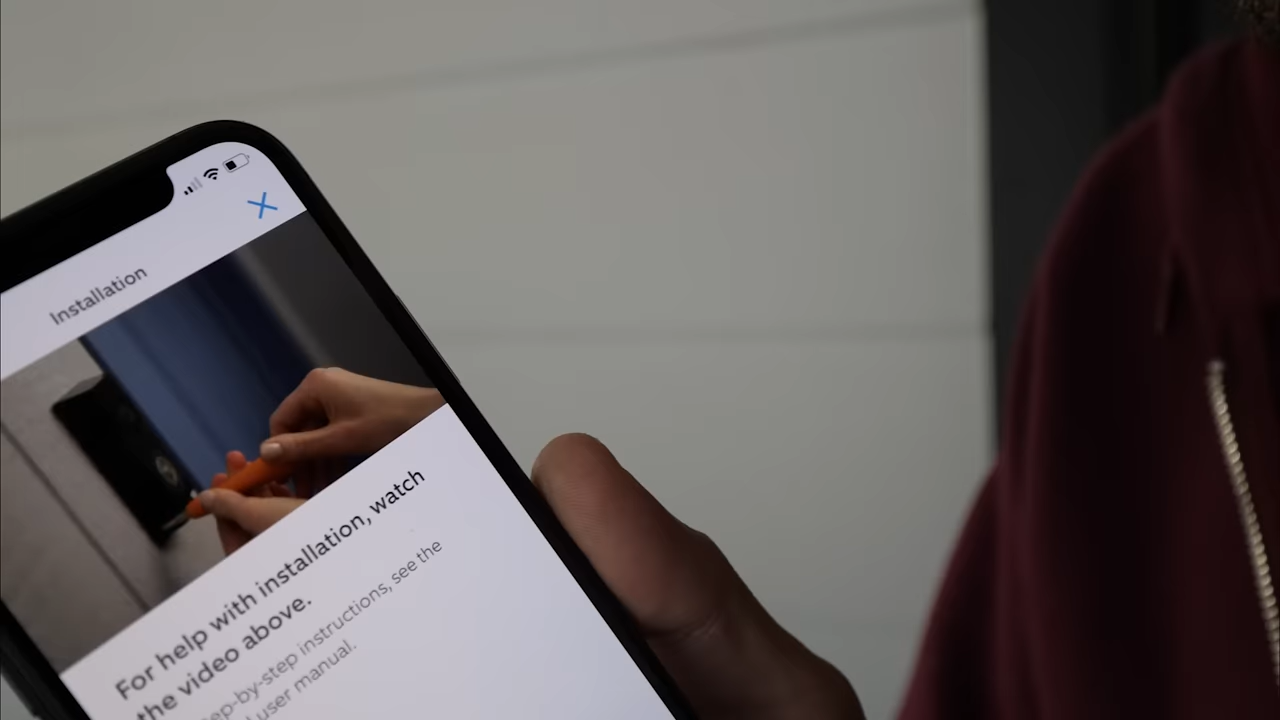 Installation
For help with installation, watch
the video above.
instructions, see the
user manual.